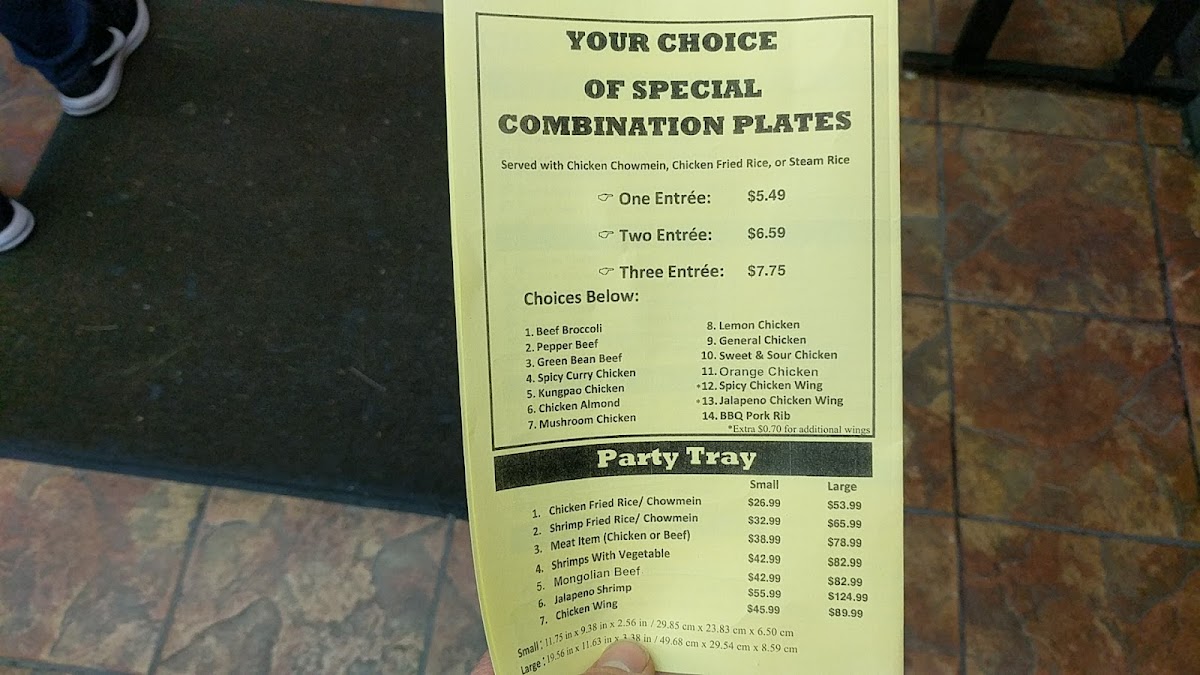 YOUR CHOICE
OF SPECIAL
COMBINATION PLATES
Served with Chicken Chowmein, Chicken Fried Rice, or Steam Rice
☞ One Entrée: $5.49
☞ Two Entrée: $6.59
☞ Three Entrée: $7.75
Choices Below:
1. Beef Broccoli
2. Pepper Beef
3. Green Bean Beef
4. Spicy Curry Chicken
5. Kungpao Chicken
6. Chicken Almond
7. Mushroom Chicken
8. Lemon Chicken
9. General Chicken
10. Sweet & Sour Chicken
11. Orange Chicken
*12. Spicy Chicken Wing
*13. Jalapeno Chicken Wing
14. BBQ Pork Rib
*Extra $0.70 for additional wings
Party Tray
Small Large
1. Chicken Fried Rice/ Chowmein $26.99 $53.99
2. Shrimp Fried Rice/ Chowmein $32.99 $65.99
3. Meat Item (Chicken or Beef) $38.99 $78.99
4. Shrimps With Vegetable $42.99 $82.99
5. Mongolian Beef $42.99 $82.99
6. Jalapeno Shrimp $55.99 $124.99
7. Chicken Wing $45.99 $89.99
Small: 11.75 in x 9.38 in x 2.56 in / 29.85 cm x 23.83 cm x 6.50 cm
Large: 19.56 in x 11.63 in x 3.38 in / 49.68 cm x 29.54 cm x 8.59 cm